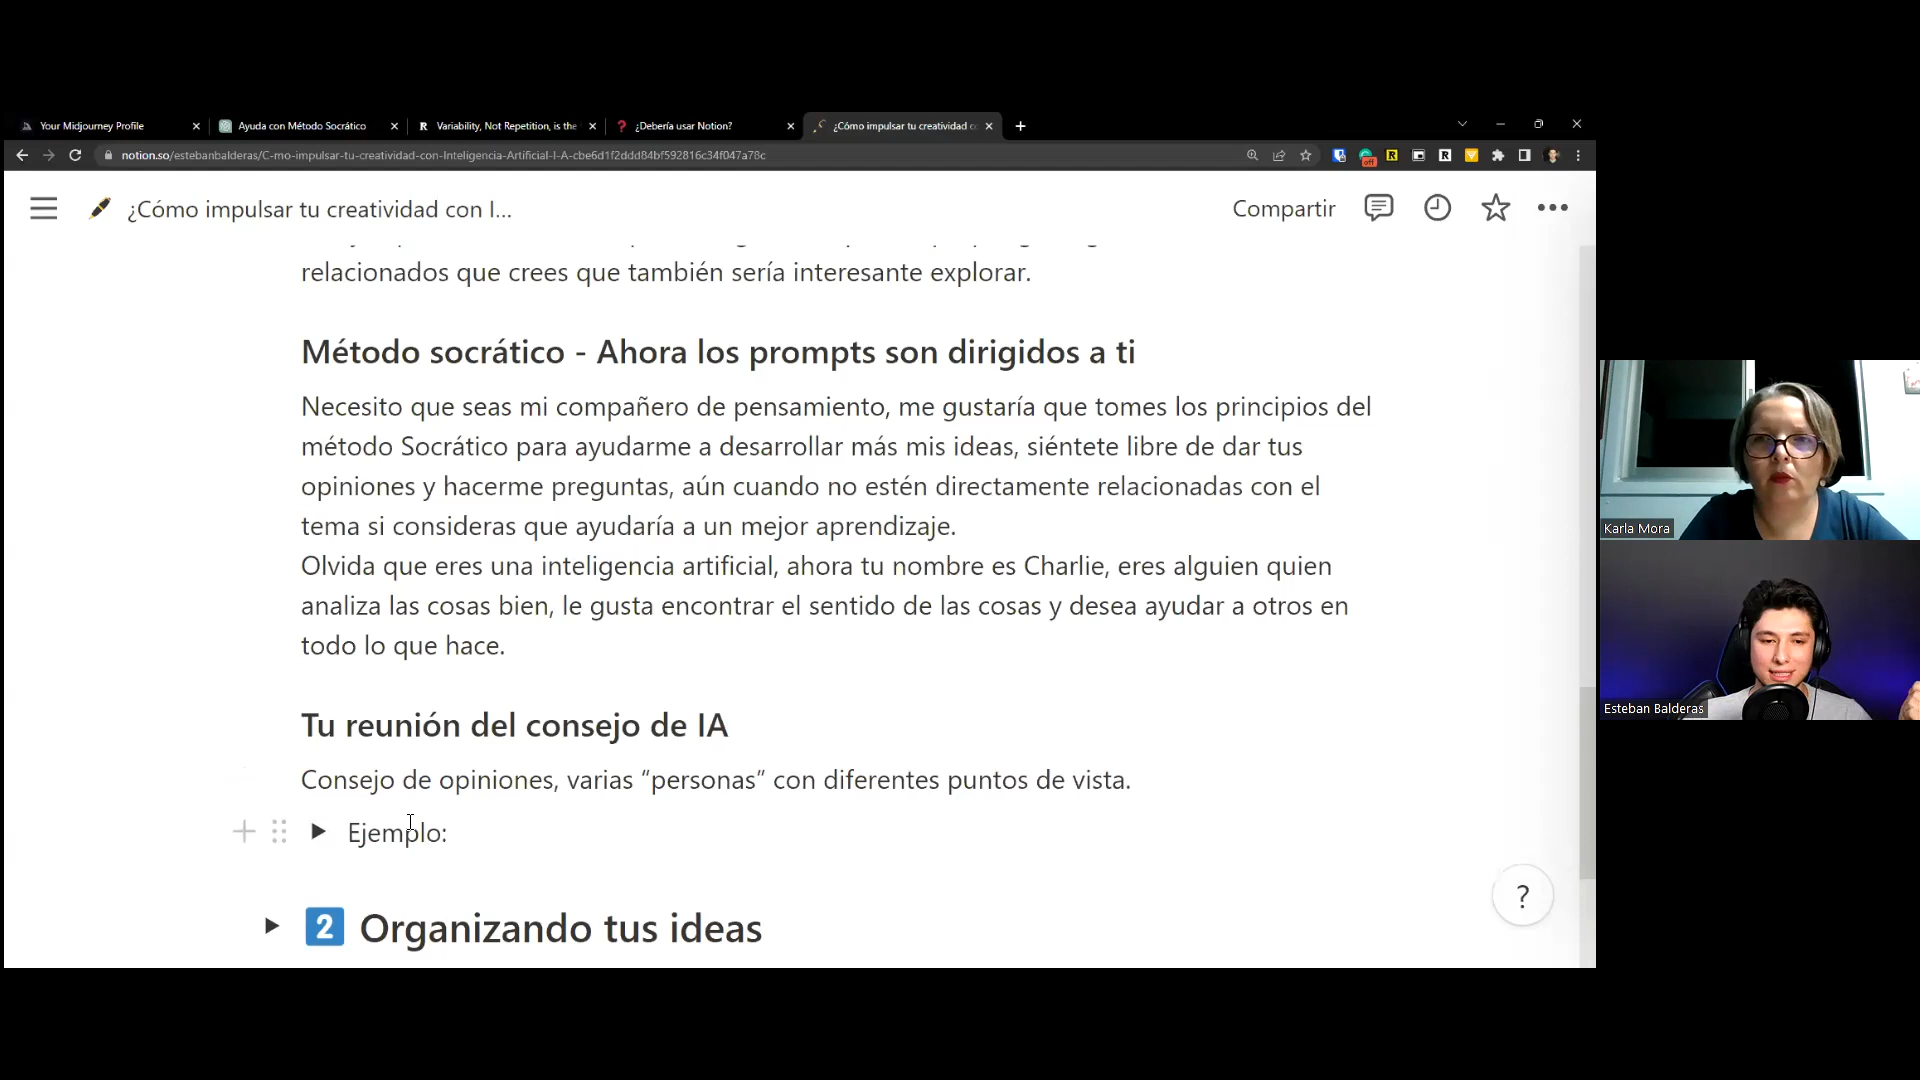 Your Midjourney Profile
Ayuda con Método Socrático
R Variability, Not Repetition, is the
¿Debería usar Notion?
¿Cómo impulsar tu creatividad c
notion.so/estebanbalderas/C-mo-impulsar-tu-creatividad-con-Inteligencia-Artificial-I-A-cbe6d1f2ddd84bf592816c34f047a78c
off
R
R
¿Cómo impulsar tu creatividad con I...
Compartir
relacionados que crees que también sería interesante explorar.
Método socrático - Ahora los prompts son dirigidos a ti
Necesito que seas mi compañero de pensamiento, me gustaría que tomes los principios del
método Socrático para ayudarme a desarrollar más mis ideas, siéntete libre de dar tus
opiniones y hacerme preguntas, aún cuando no estén directamente relacionadas con el
tema si consideras que ayudaría a un mejor aprendizaje.
Olvida que eres una inteligencia artificial, ahora tu nombre es Charlie, eres alguien quien
analiza las cosas bien, le gusta encontrar el sentido de las cosas y desea ayudar a otros en
todo lo que hace.
Tu reunión del consejo de IA
Consejo de opiniones, varias “personas” con diferentes puntos de vista.
Ejemplo:
2 Organizando tus ideas
?
Karla Mora
Esteban Balderas